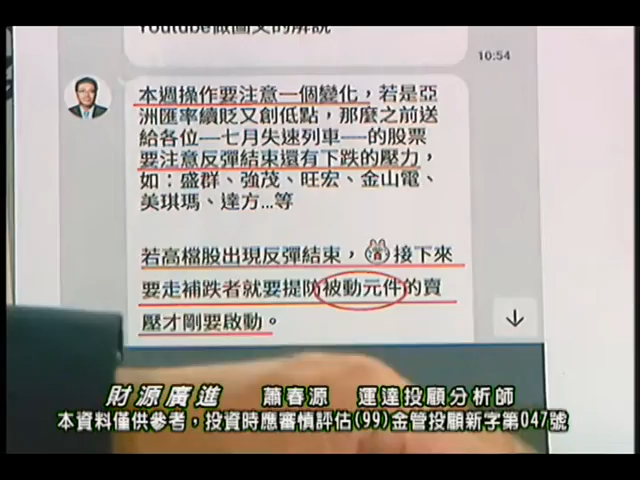 Youtube做圖文的解說
10:54
本週操作要注意一個變化，若是亞
洲匯率續貶又創低點，那麼之前送
給各位—七月失速列車—的股票
要注意反彈結束還有下跌的壓力，
如：盛群、強茂、旺宏、金山電、
美琪瑪、達方...等
若高檔股出現反彈結束，接下來
要走補跌者就要提防被動元件的賣
壓才剛要啟動。
財源廣進 蕭春源 運達投顧分析師
本資料僅供參考，投資時應審慎評估(99)金管投顧新字第047號